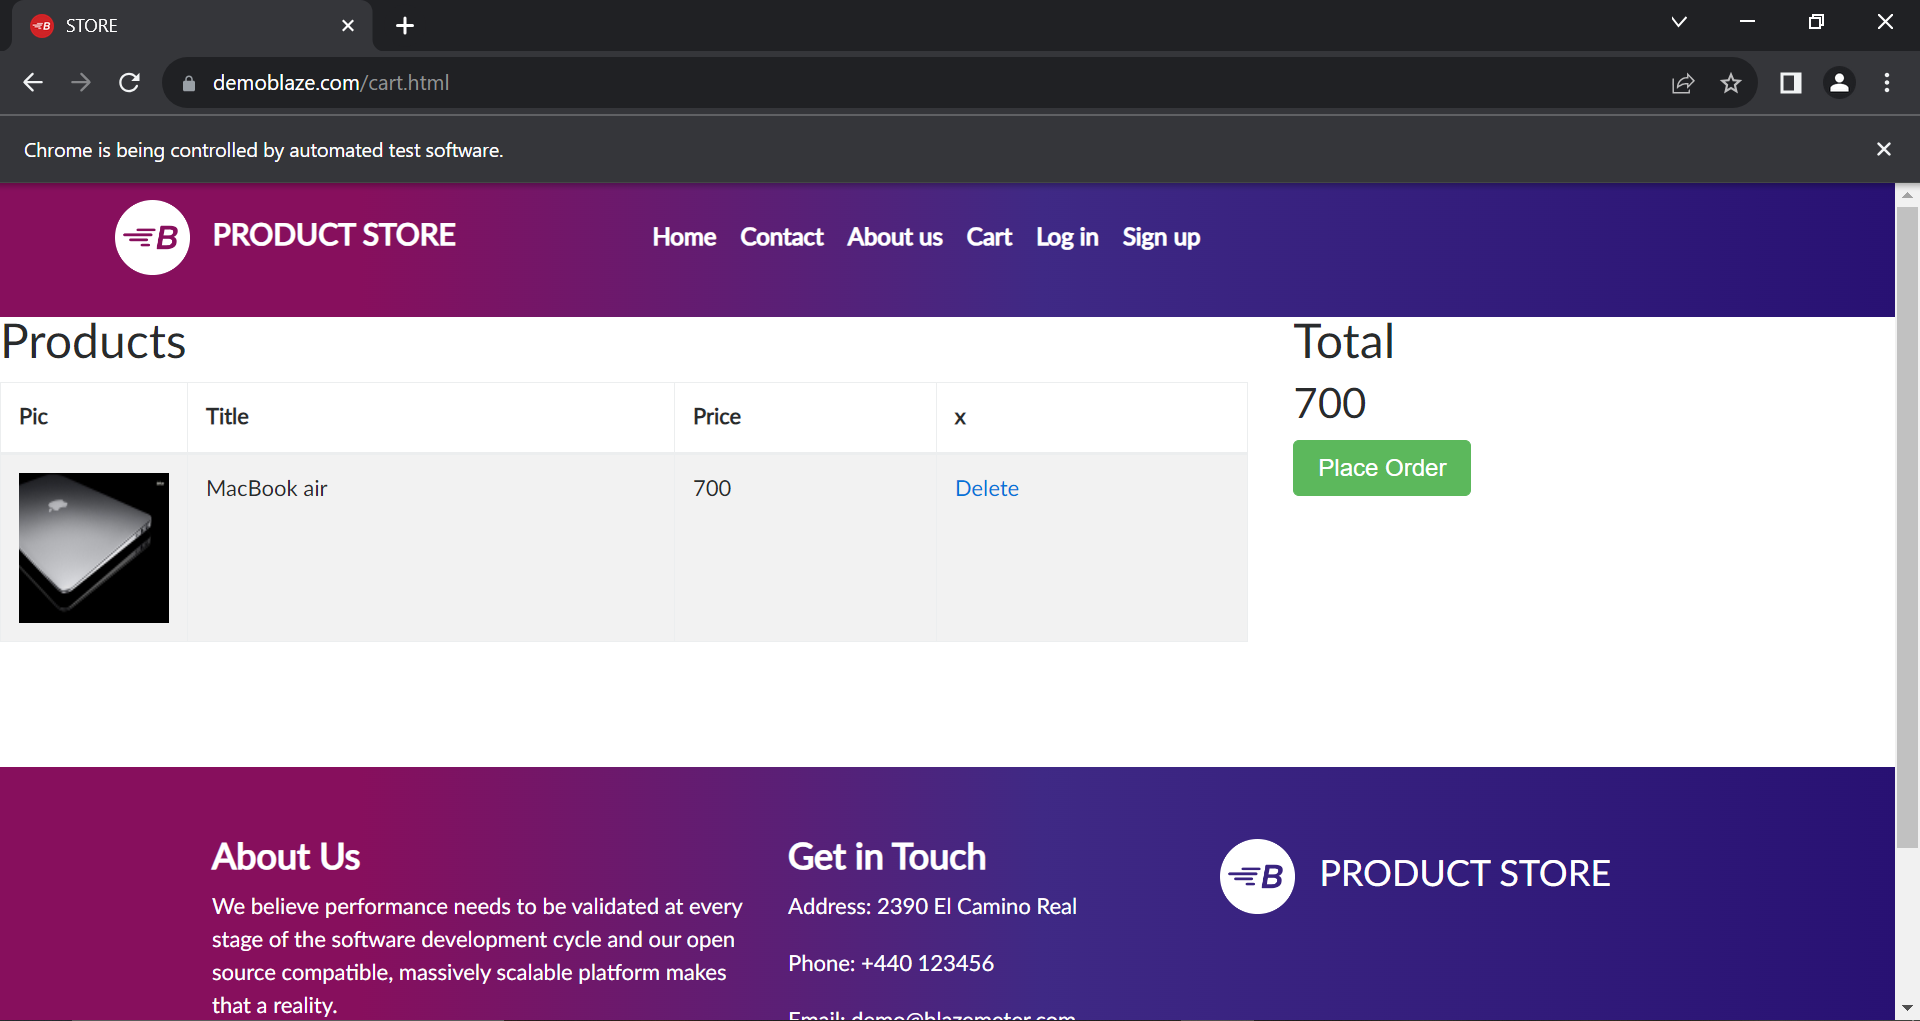 STORE
demoblaze.com/cart.html
Chrome is being controlled by automated test software.
B PRODUCT STORE Home Contact About us Cart Log in Sign up
Products
Total
Pic Title Price x
700
MacBook air 700 Delete
Place Order
About Us
We believe performance needs to be validated at every
stage of the software development cycle and our open
source compatible, massively scalable platform makes
that a reality.
Get in Touch
Address: 2390 El Camino Real
Phone: +440 123456
Email: demo@blazemeter.com
B PRODUCT STORE